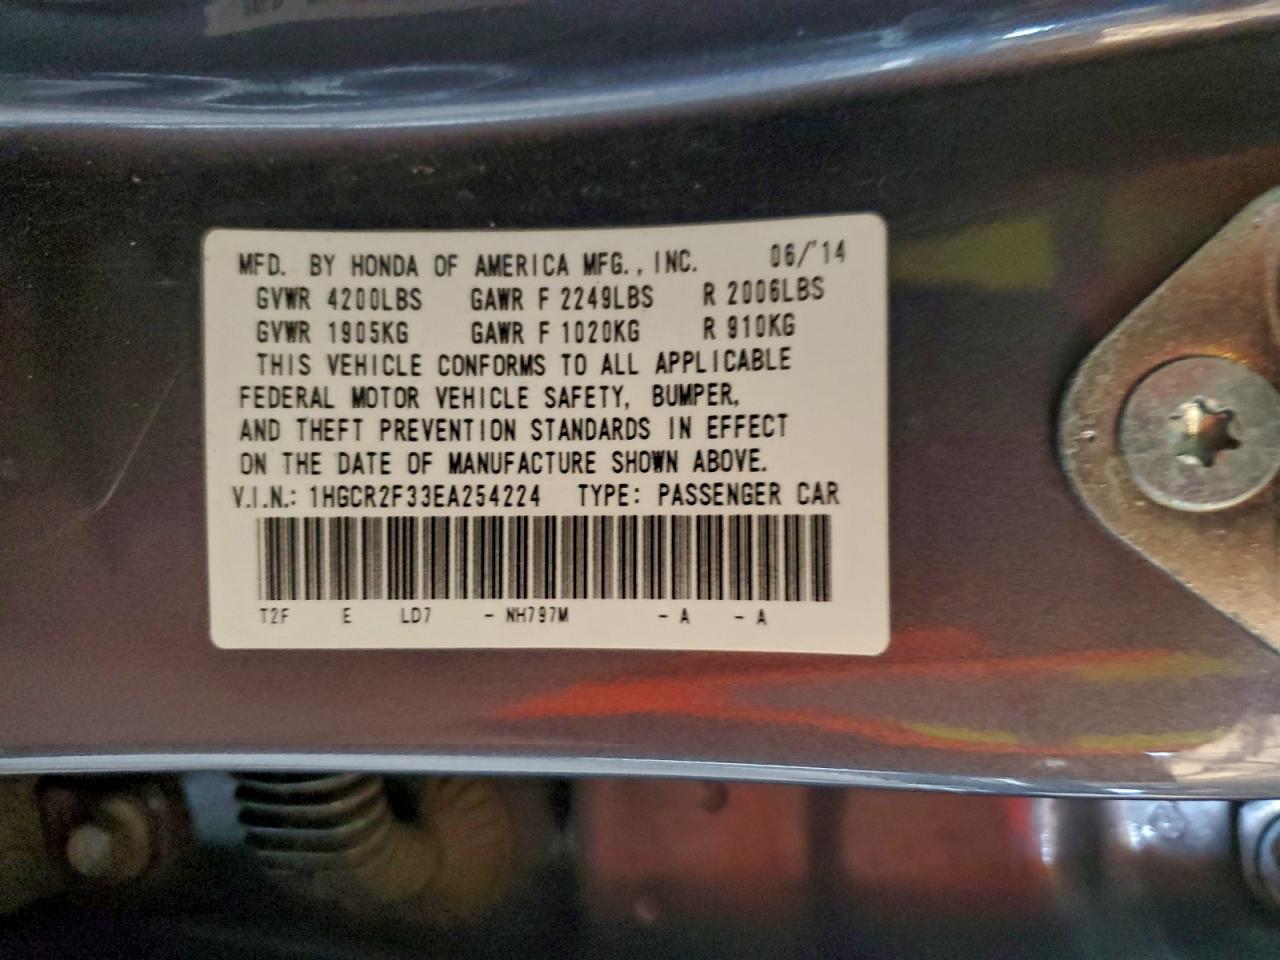 MFD. BY HONDA OF AMERICA MFG., INC. 06/'14
GVWR 4200LBS GAWR F 2249LBS R 2006LBS
GVWR 1905KG GAWR F 1020KG R 910KG
THIS VEHICLE CONFORMS TO ALL APPLICABLE
FEDERAL MOTOR VEHICLE SAFETY, BUMPER,
AND THEFT PREVENTION STANDARDS IN EFFECT
ON THE DATE OF MANUFACTURE SHOWN ABOVE.
V.I.N.: 1HGCR2F33EA254224 TYPE: PASSENGER CAR
T2F E LD7 - NH797M - A - A